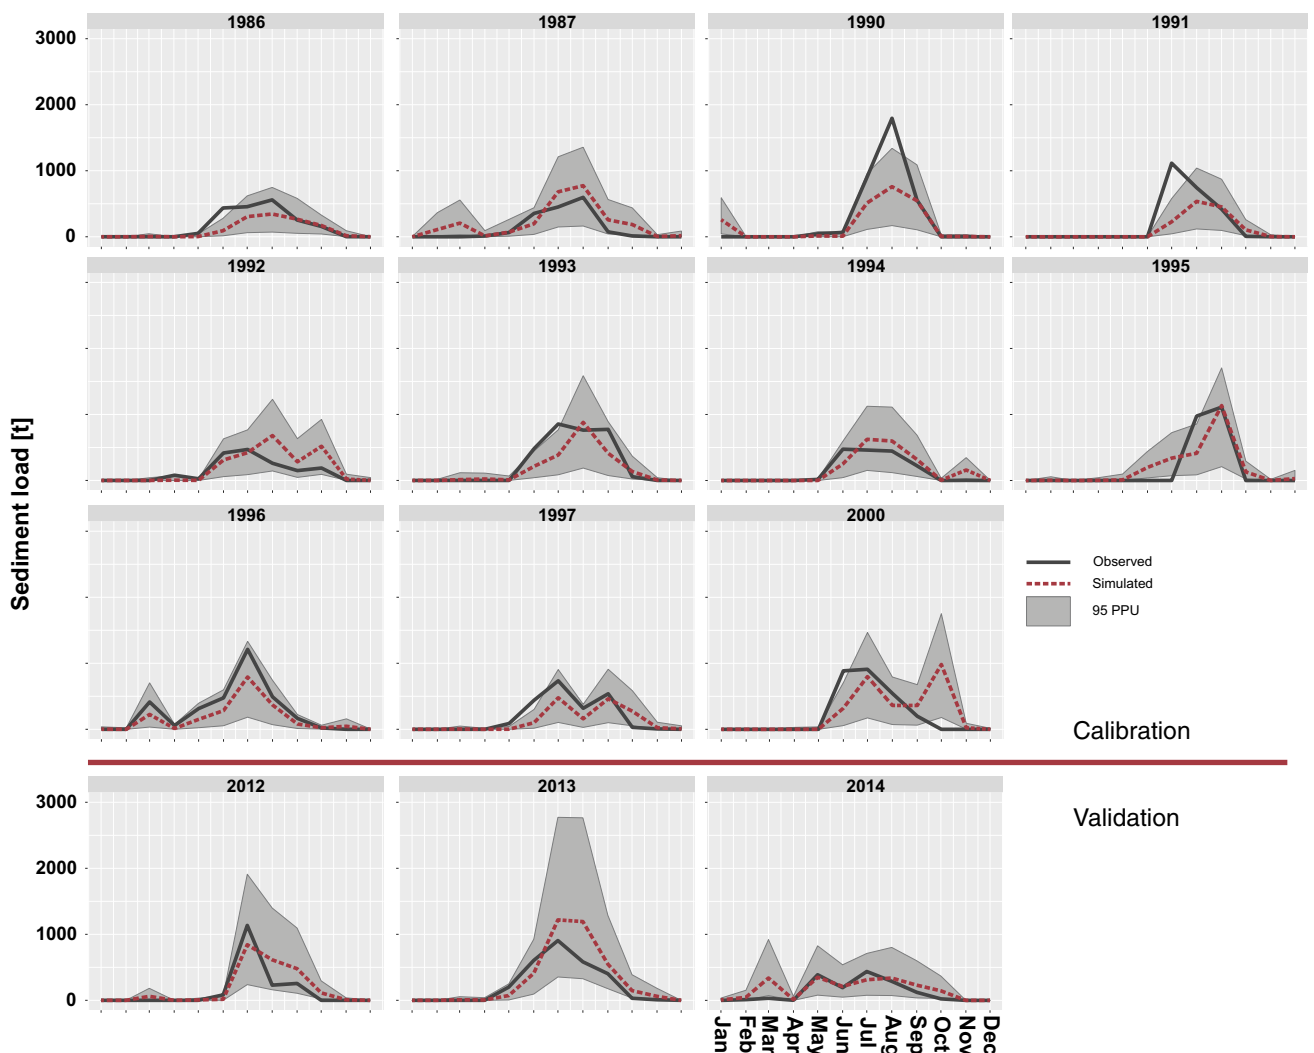 1986 1987 1990 1991
3000
2000
1000
0
1992 1993 1994 1995
Sediment load [t]
1996 1997 2000
Observed
Simulated
95 PPU
Calibration
Validation
2012 2013 2014
3000
2000
1000
0
Jan Feb Mar Apr May Jun Jul Aug Sep Oct Nov Dec